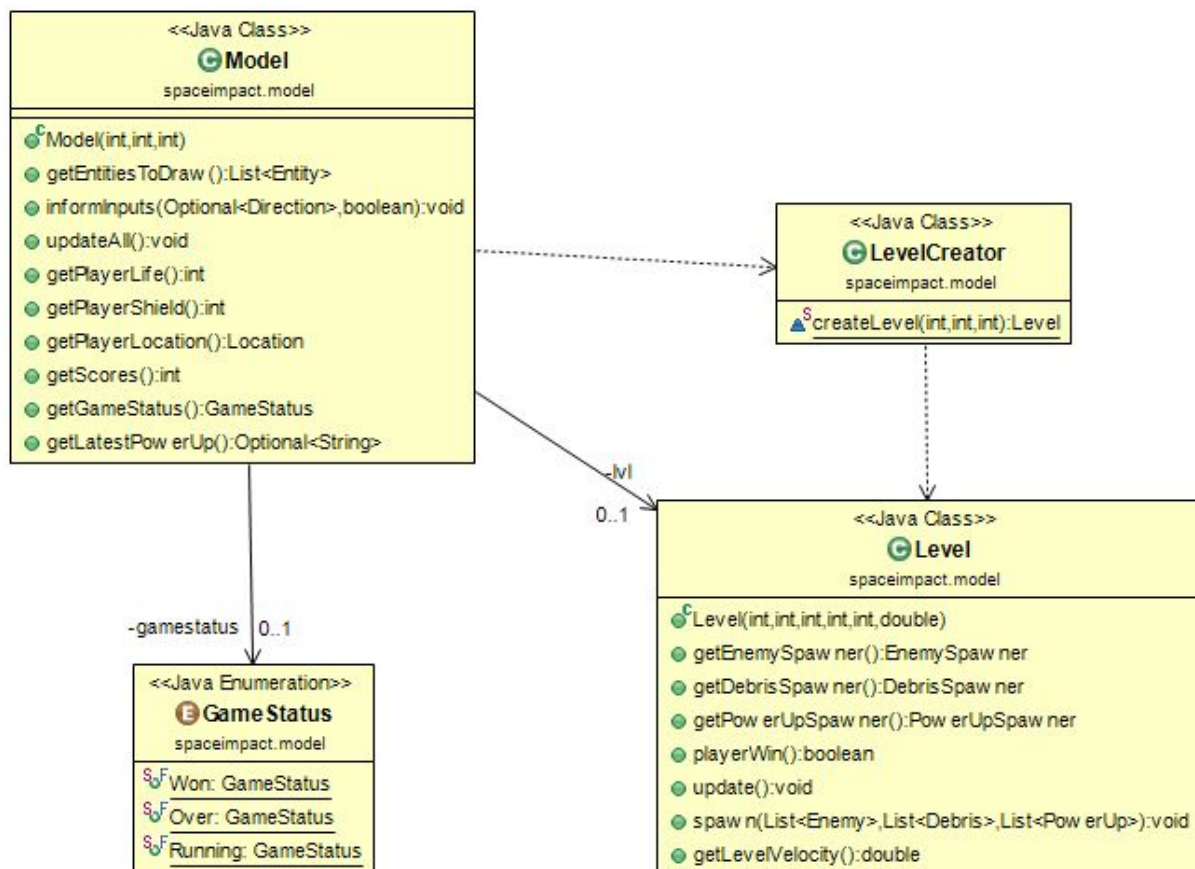 <<Java Class>>
Model
spaceimpact.model
Model(int,int,int)
getEntitiesToDraw():List<Entity>
informInputs(Optional<Direction>,boolean):void
updateAll():void
getPlayerLife():int
getPlayerShield():int
getPlayerLocation():Location
getScores():int
getGameStatus():GameStatus
getLatestPowerUp():Optional<String>
<<Java Class>>
LevelCreator
spaceimpact.model
createLevel(int,int,int):Level
-lvl
0..1
-gamestatus 0..1
<<Java Enumeration>>
GameStatus
spaceimpact.model
Won: GameStatus
Over: GameStatus
Running: GameStatus
<<Java Class>>
Level
spaceimpact.model
Level(int,int,int,int,int,double)
getEnemySpawner():EnemySpawner
getDebrisSpawner():DebrisSpawner
getPowerUpSpawner():PowerUpSpawner
playerWin():boolean
update():void
spawn(List<Enemy>,List<Debris>,List<PowerUp>):void
getLevelVelocity():double